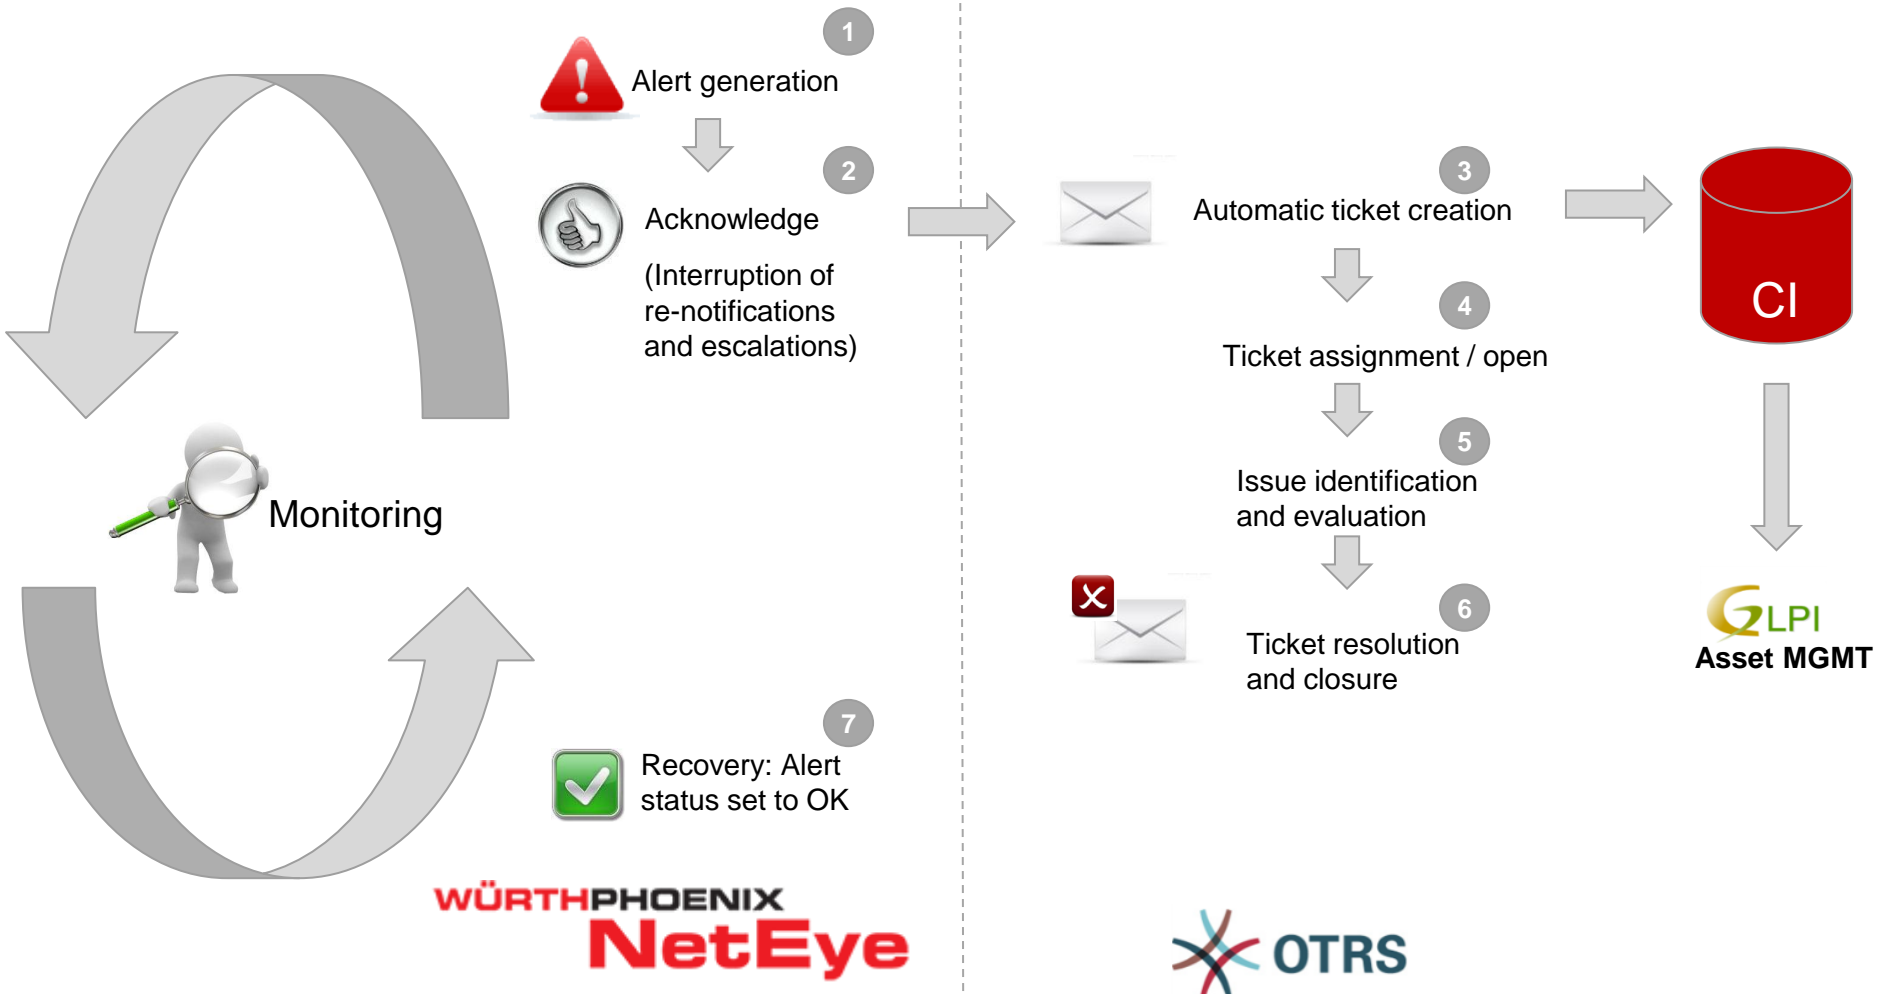 1
Alert generation
2
Acknowledge
(Interruption of
re-notifications
and escalations)
Monitoring
7
Recovery: Alert
status set to OK
WÜRTHPHOENIX
NetEye
3
Automatic ticket creation
4
Ticket assignment / open
5
Issue identification
and evaluation
6
Ticket resolution
and closure
OTRS
CI
GLPI
Asset MGMT